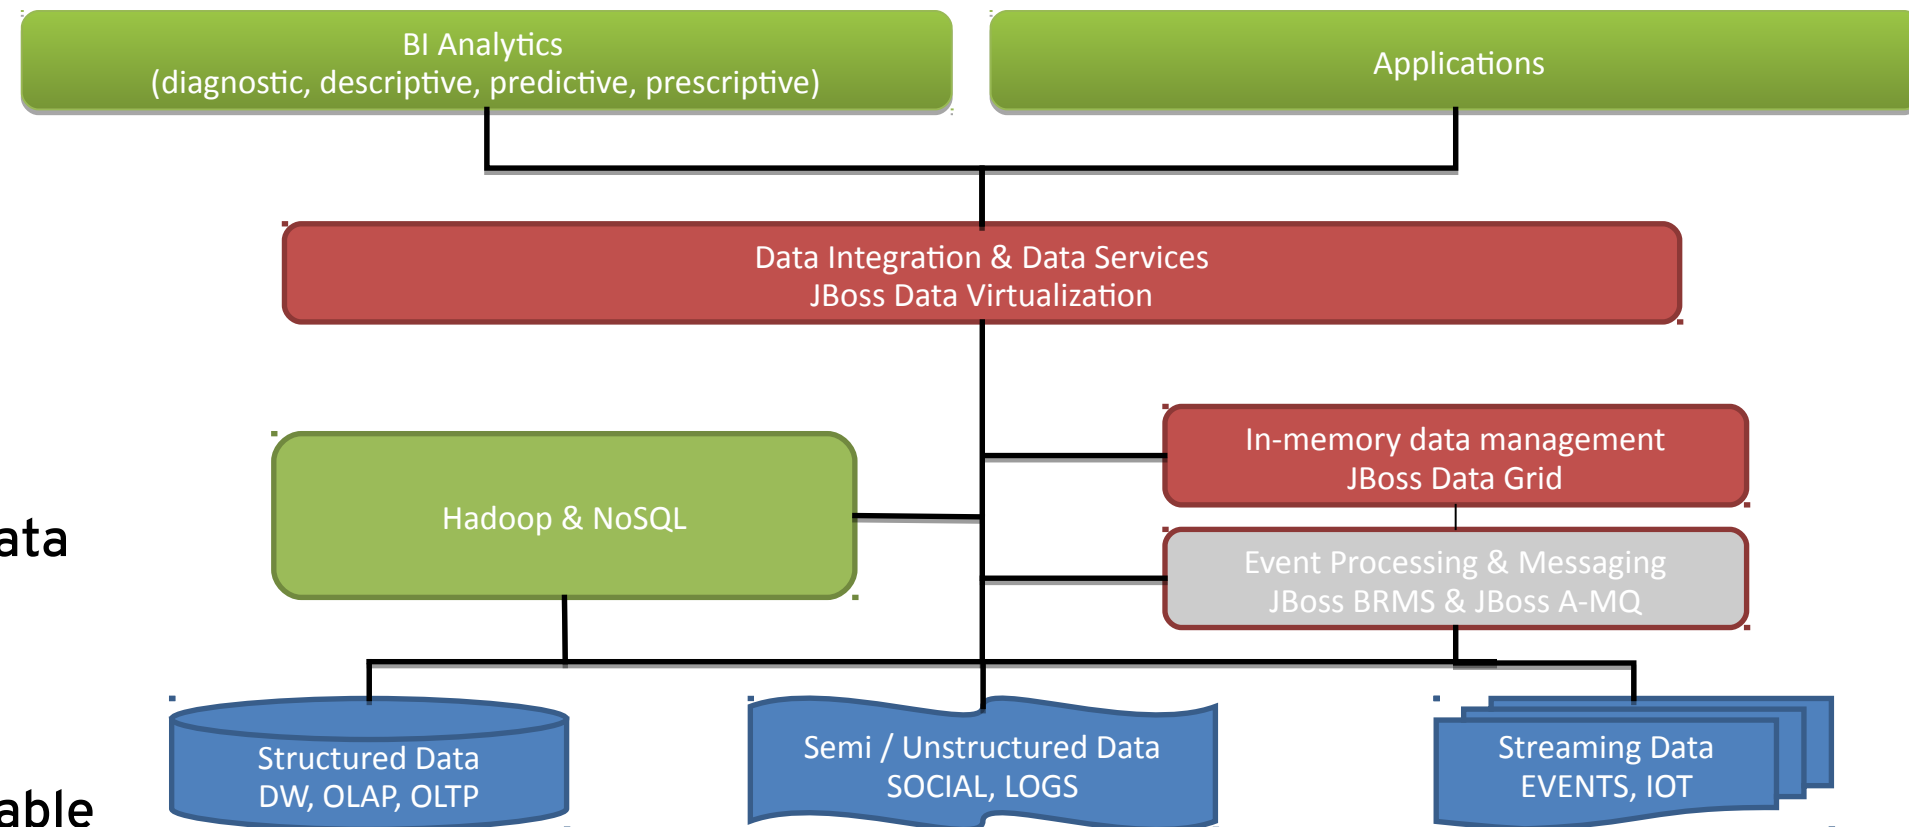 BI Analytics
(diagnostic, descriptive, predictive, prescriptive)
Applications
Data Integration & Data Services
JBoss Data Virtualization
In-memory data management
JBoss Data Grid
Hadoop & NoSQL
ata
Event Processing & Messaging
JBoss BRMS & JBoss A-MQ
Structured Data
DW, OLAP, OLTP
Semi / Unstructured Data
SOCIAL, LOGS
Streaming Data
EVENTS, IOT
able